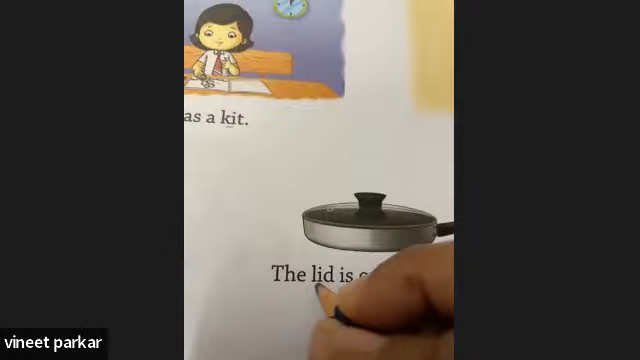 as a kit.
The lid is
vineet parkar